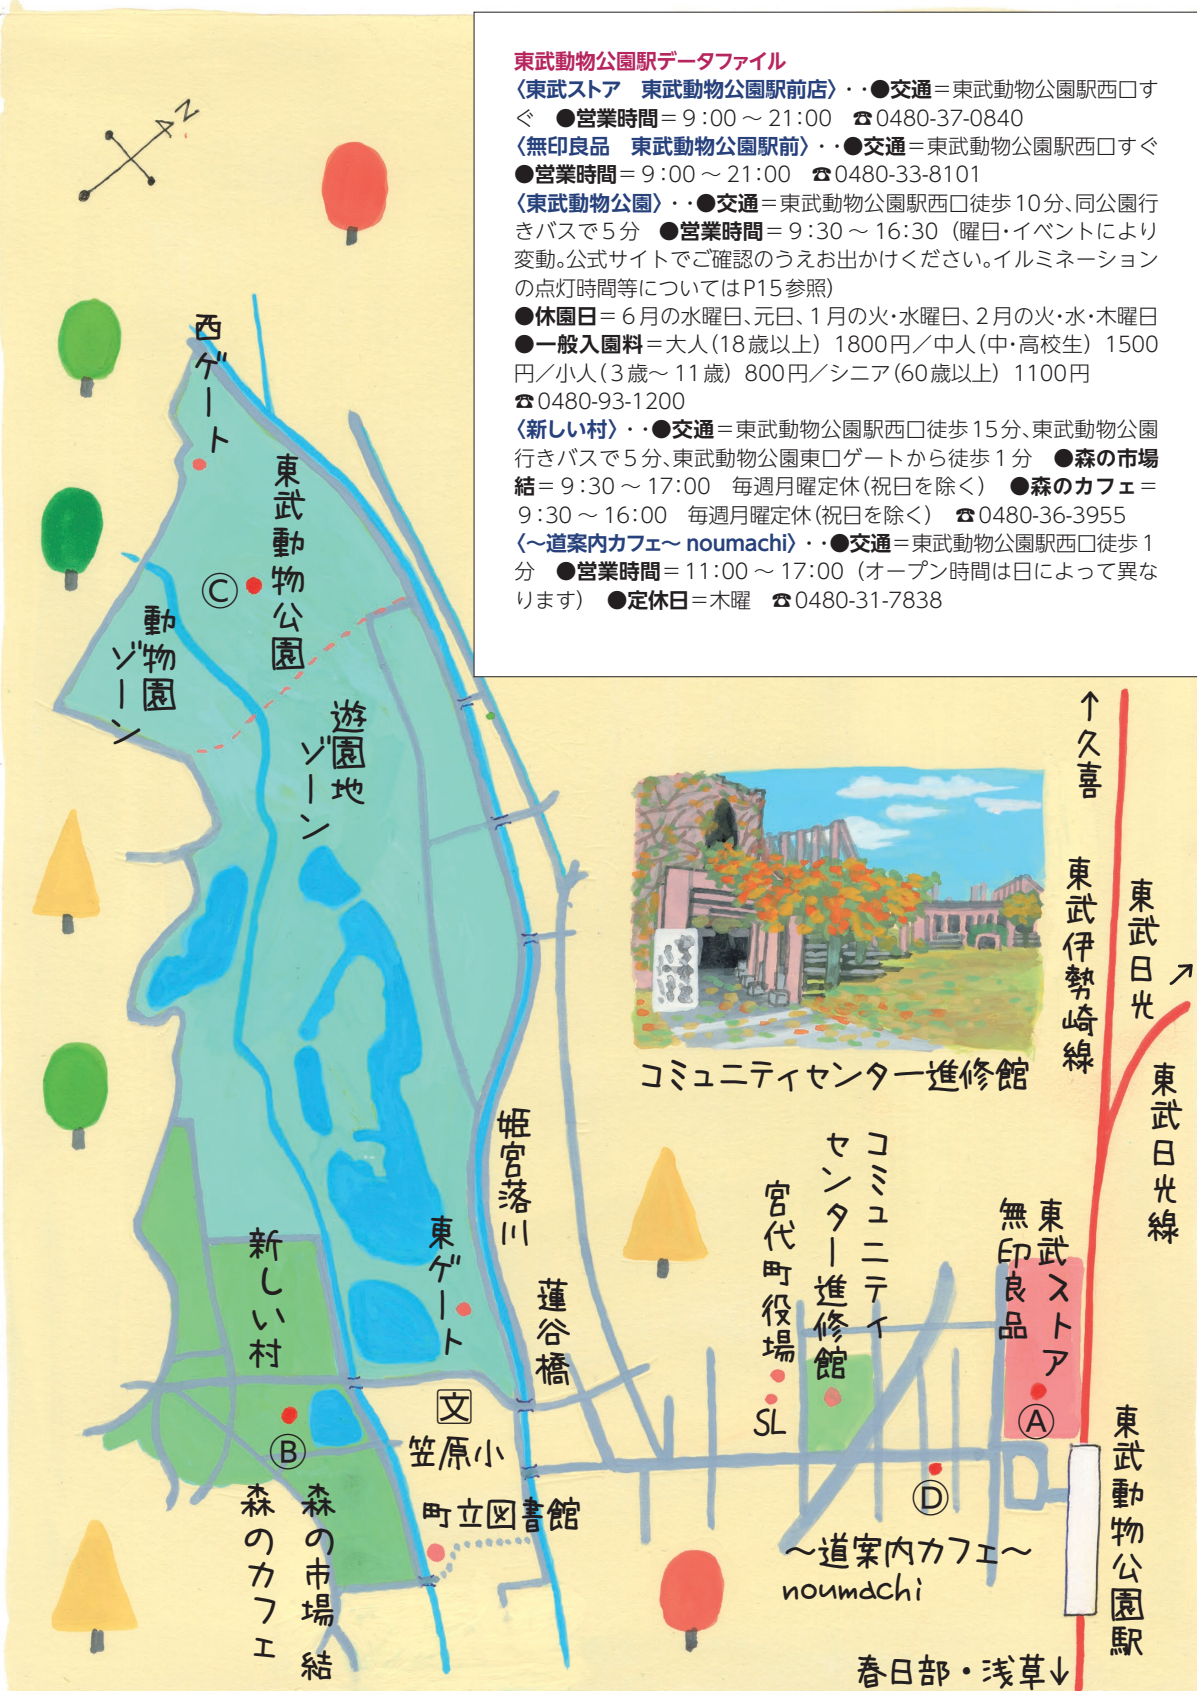 東武動物公園駅データファイル
〈東武ストア　東武動物公園駅前店〉・・●交通＝東武動物公園駅西口す
ぐ　●営業時間＝9：00～21：00　☎0480-37-0840
〈無印良品　東武動物公園駅前〉・・●交通＝東武動物公園駅西口すぐ
●営業時間＝9：00～21：00　☎0480-33-8101
〈東武動物公園〉・・●交通＝東武動物公園駅西口徒歩10分、同公園行
きバスで5分　●営業時間＝9：30～16：30（曜日・イベントにより
変動。公式サイトでご確認のうえお出かけください。イルミネーション
の点灯時間等についてはP15参照）
●休園日＝6月の水曜日、元日、1月の火・水曜日、2月の火・水・木曜日
●一般入園料＝大人（18歳以上）1800円／中人（中・高校生）1500
円／小人（3歳～11歳）800円／シニア（60歳以上）1100円
☎0480-93-1200
〈新しい村〉・・●交通＝東武動物公園駅西口徒歩15分、東武動物公園
行きバスで5分、東武動物公園東口ゲートから徒歩1分　●森の市場
結＝9：30～17：00　毎週月曜定休（祝日を除く）　●森のカフェ＝
9：30～16：00　毎週月曜定休（祝日を除く）　☎0480-36-3955
〈～道案内カフェ～ noumachi〉・・●交通＝東武動物公園駅西口徒歩1
分　●営業時間＝11：00～17：00（オープン時間は日によって異な
ります）　●定休日＝木曜　☎0480-31-7838
N
西ゲート
東武動物公園
Ⓒ
動物園
ゾーン
遊園地
ゾーン
↑久喜
東武伊勢崎線
東武日光
↗
東武日光線
コミュニティセンター進修館
姫宮落川
蓮谷橋
東ゲート
新しい村
文
笠原小
町立図書館
Ⓑ
森の市場 結
森のカフェ
宮代町役場
SL
コミュニティ
センター進修館
東武ストア
無印良品
Ⓐ
Ⓓ
～道案内カフェ～
noumachi
東武動物公園駅
春日部・浅草↓